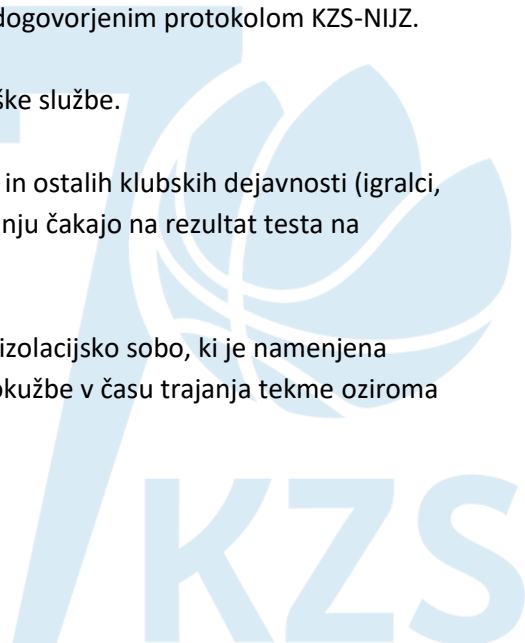 dogovorjenim protokolom KZS-NIJZ.
ške službe.
in ostalih klubskih dejavnosti (igralci,
nju čakajo na rezultat testa na
izolacijsko sobo, ki je namenjena
okužbe v času trajanja tekme oziroma
KZS